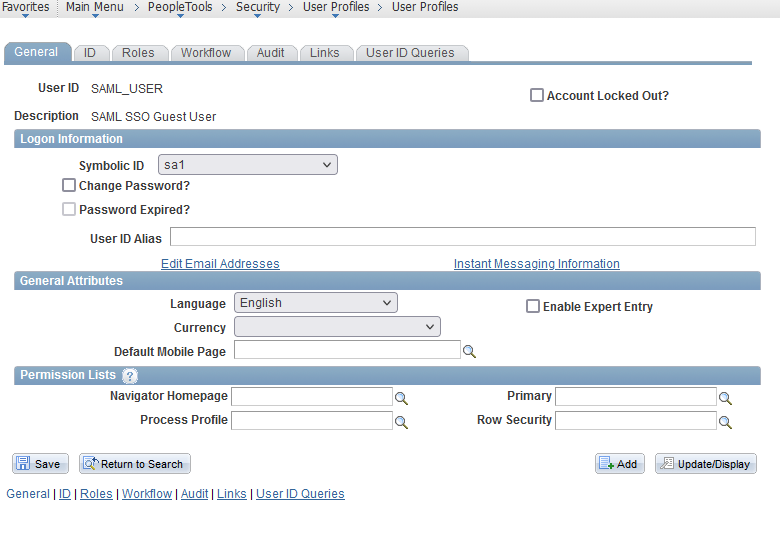 Favorites Main Menu > PeopleTools > Security > User Profiles > User Profiles
General ID Roles Workflow Audit Links User ID Queries
User ID SAML_USER Account Locked Out?
Description SAML SSO Guest User
Logon Information
Symbolic ID sa1
Change Password?
Password Expired?
User ID Alias
Edit Email Addresses Instant Messaging Information
General Attributes
Language English Enable Expert Entry
Currency
Default Mobile Page
Permission Lists ?
Navigator Homepage Primary
Process Profile Row Security
Save Return to Search Add Update/Display
General | ID | Roles | Workflow | Audit | Links | User ID Queries